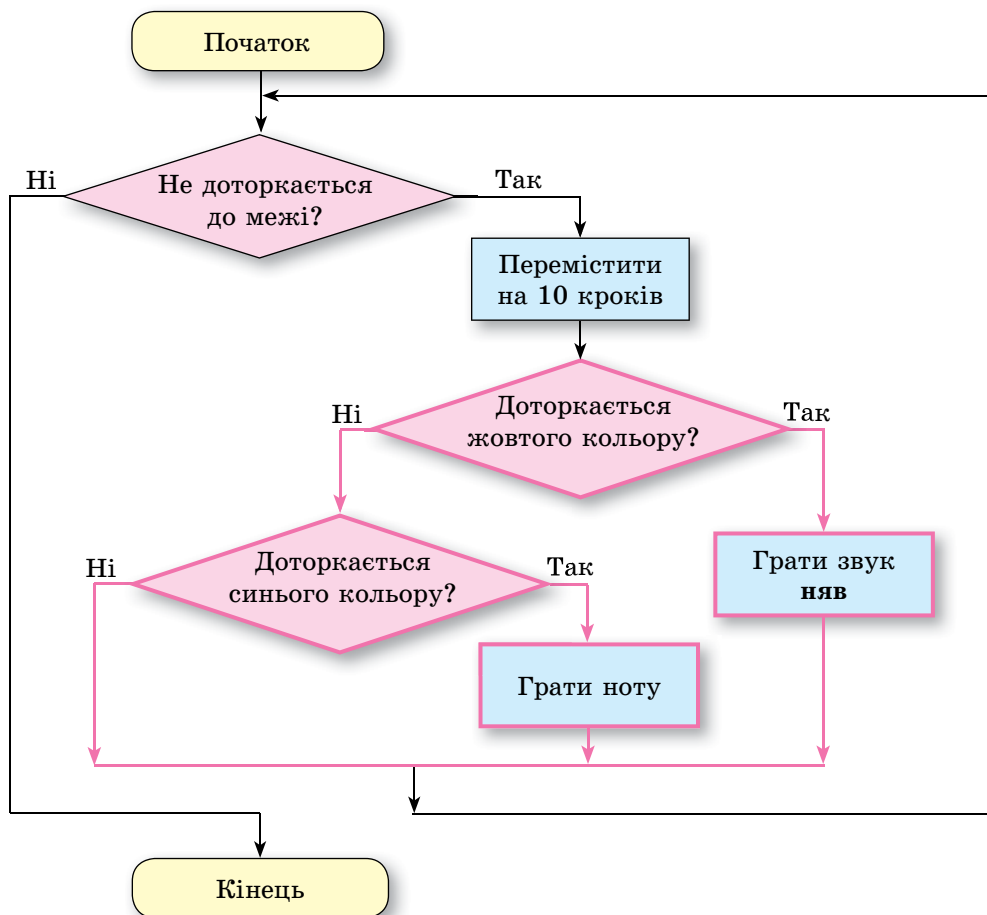 Початок
Ні
Не доторкається
до межі?
Так
Перемістити
на 10 кроків
Ні
Доторкається
жовтого кольору?
Так
Ні
Доторкається
синього кольору?
Так
Грати звук
няв
Грати ноту
Кінець